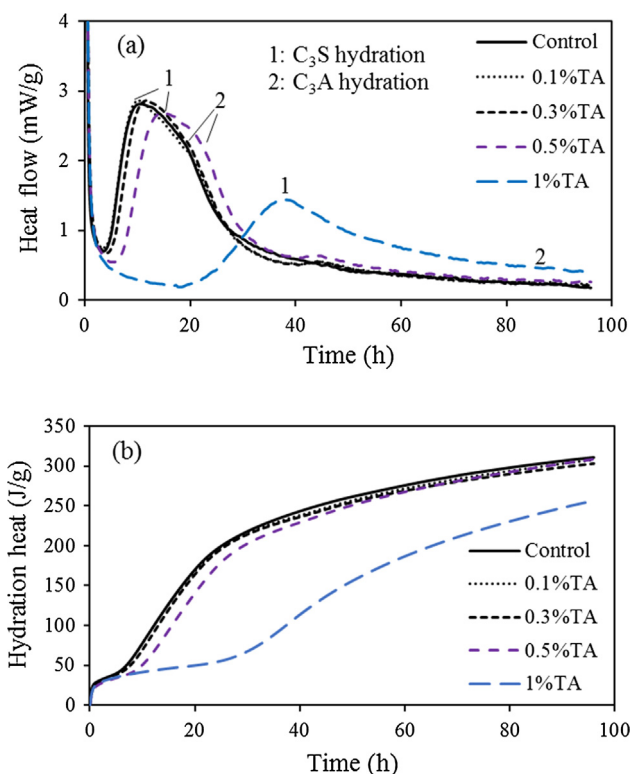 (a)
1: C₃S hydration
2: C₃A hydration
Control
0.1%TA
0.3%TA
0.5%TA
1%TA
1
2
1
2
4
3
2
1
0
0
20
40
60
80
100
Heat flow (mW/g)
Time (h)
(b)
350
300
250
200
150
100
50
0
Control
0.1%TA
0.3%TA
0.5%TA
1%TA
0
20
40
60
80
100
Hydration heat (J/g)
Time (h)